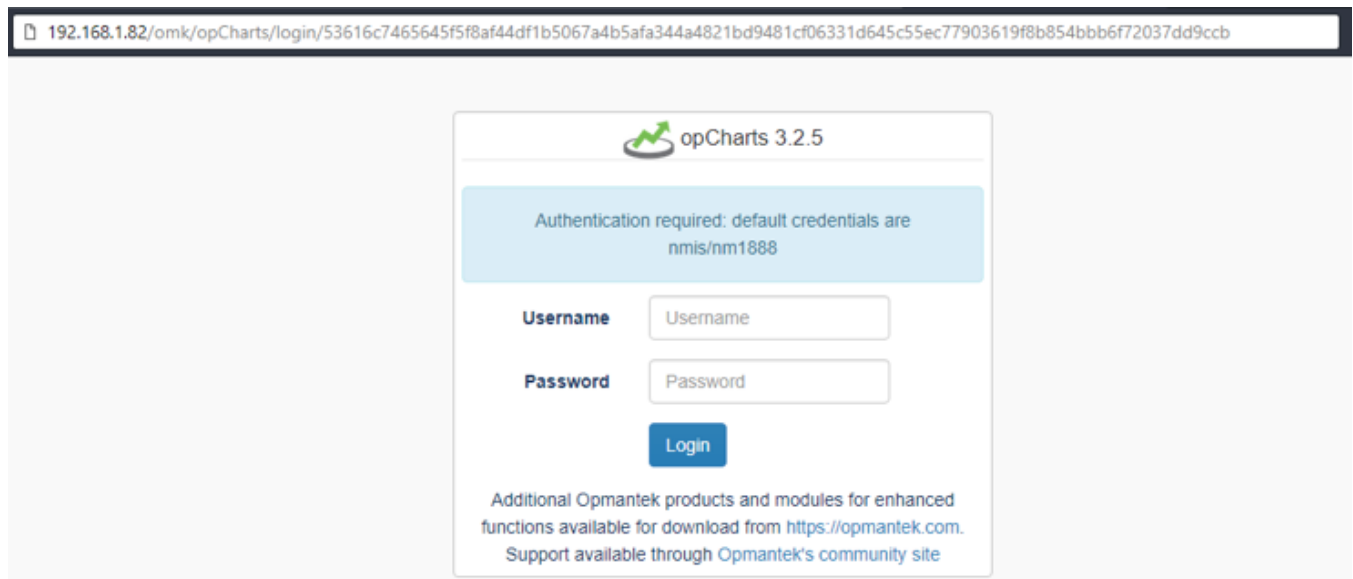 192.168.1.82/omk/opCharts/login/53616c7465645f5f8af44df1b5067a4b5afa344a4821bd9481cf06331d645c55ec77903619f8b854bbb6f72037dd9ccb
opCharts 3.2.5
Authentication required: default credentials are
nmis/nm1888
Username
Username
Password
Password
Login
Additional Opmantek products and modules for enhanced
functions available for download from https://opmantek.com.
Support available through Opmantek's community site